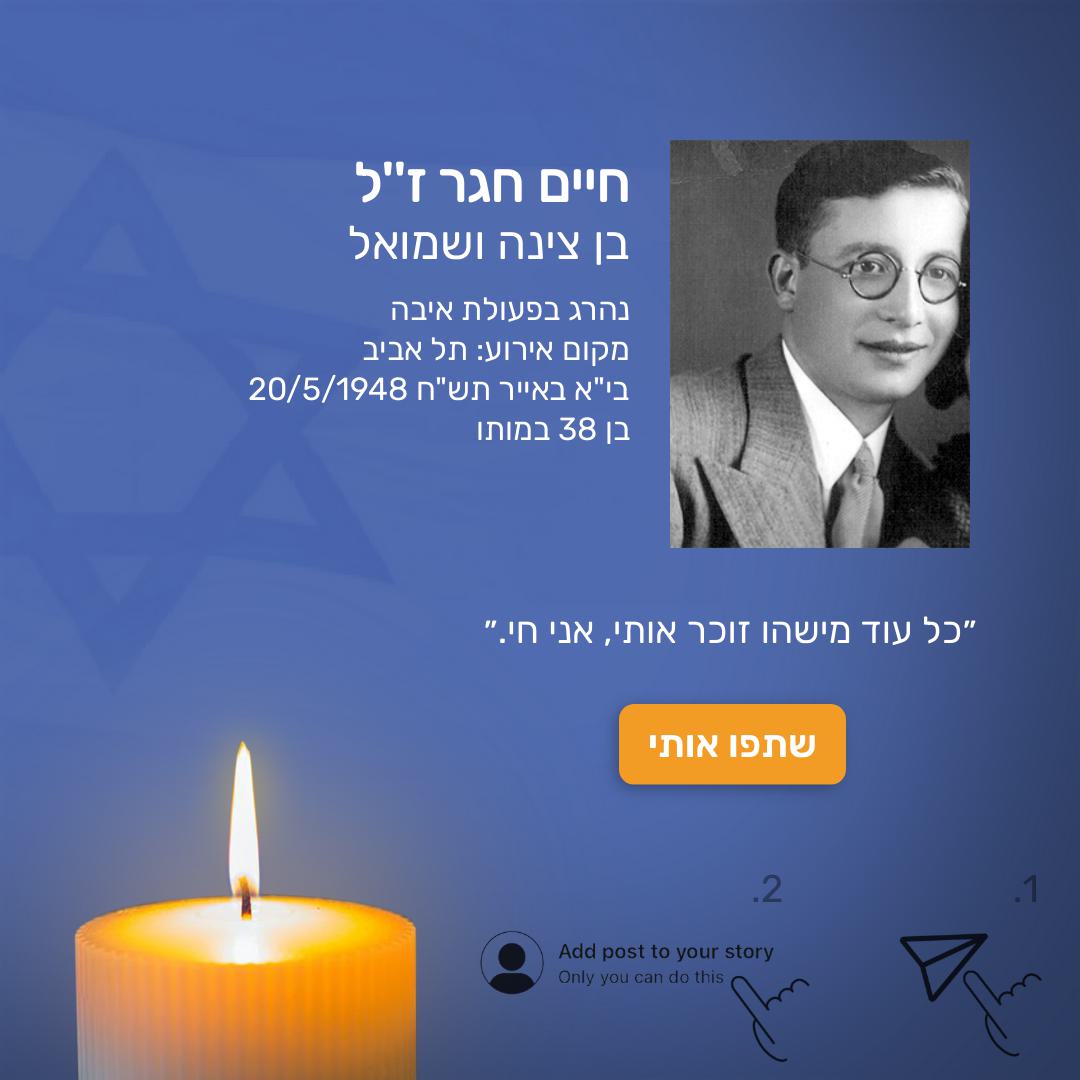 חיים חגר ז"ל
בן צינה ושמואל
נהרג בפעולת איבה
מקום אירוע: תל אביב
בי"א באייר תש"ח 20/5/1948
בן 38 במותו
״כל עוד מישהו זוכר אותי, אני חי.״
שתפו אותי
1.
2.
Add post to your story
Only you can do this